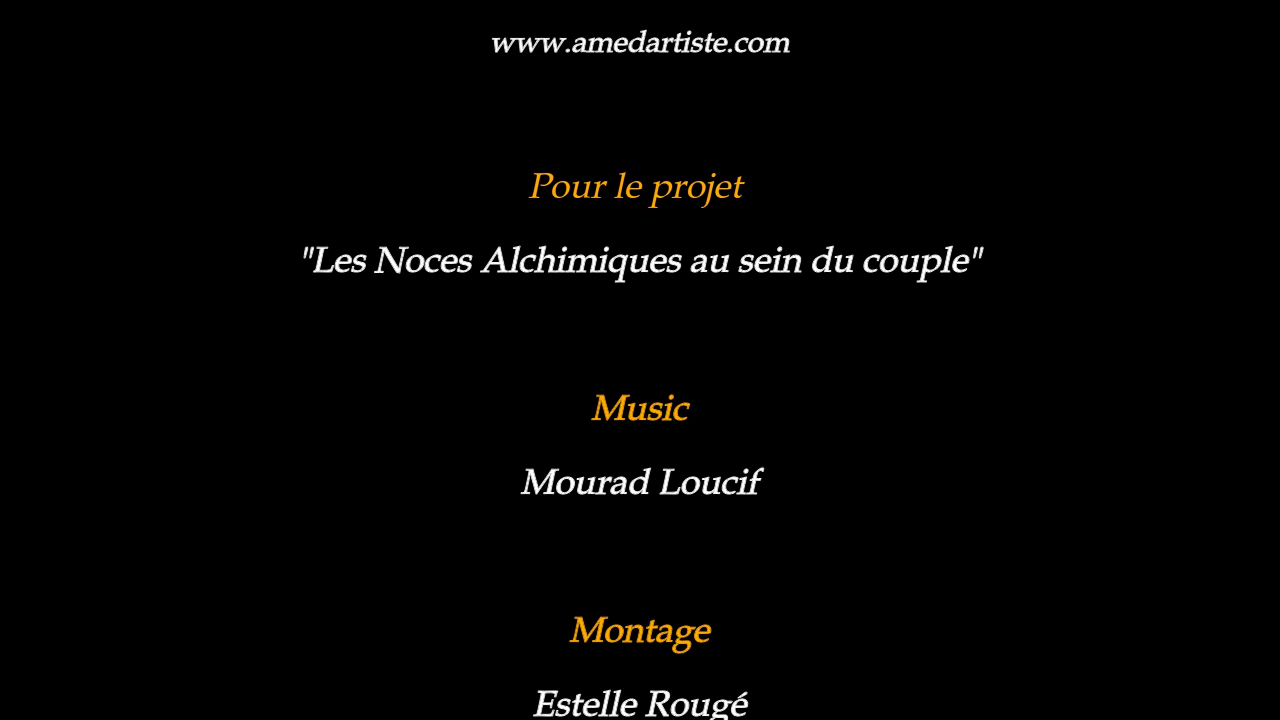 www.amedartiste.com
Pour le projet
"Les Noces Alchimiques au sein du couple"
Music
Mourad Loucif
Montage
Estelle Rougé